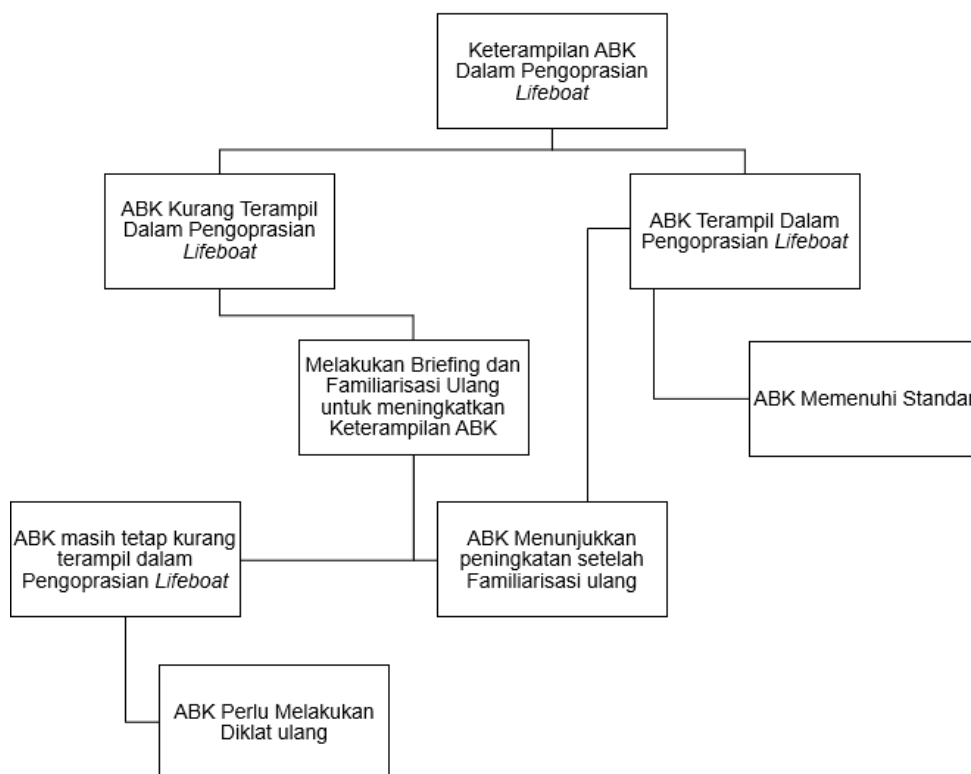 Keterampilan ABK
Dalam Pengoprasian
Lifeboat
ABK Kurang Terampil
Dalam Pengoprasian
Lifeboat
ABK Terampil Dalam
Pengoprasian Lifeboat
Melakukan Briefing dan
Familiarisasi Ulang
untuk meningkatkan
Keterampilan ABK
ABK Memenuhi Standar
ABK masih tetap kurang
terampil dalam
Pengoprasian Lifeboat
ABK Menunjukkan
peningkatan setelah
Familiarisasi ulang
ABK Perlu Melakukan
Diklat ulang